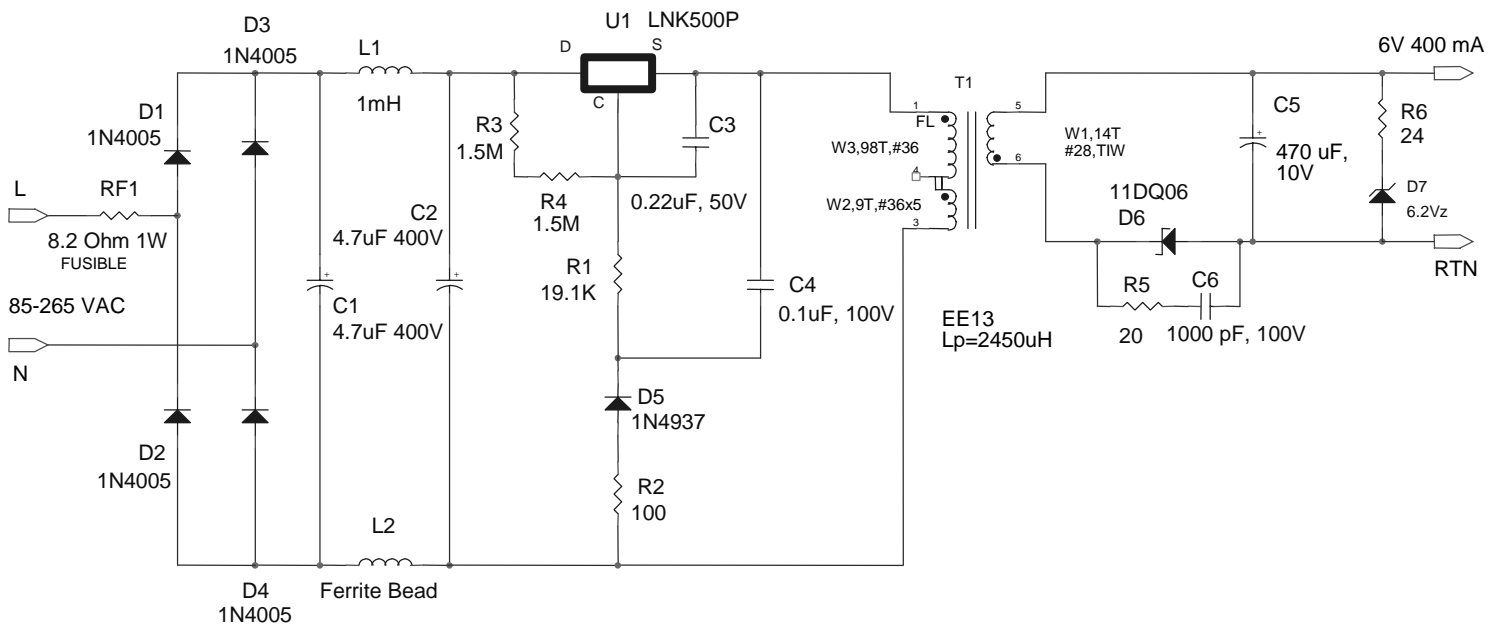 D3
1N4005
L1
1mH
U1 LNK500P
D
S
C
6V 400 mA
D1
1N4005
R3
1.5M
C3
T1
1
FL
W3,98T,#36
4
W2,9T,#36x5
3
5
W1,14T
#28,TIW
6
C5
470 uF,
10V
R6
24
L
RF1
8.2 Ohm 1W
FUSIBLE
R4
1.5M
0.22uF, 50V
C2
4.7uF 400V
11DQ06
D6
D7
6.2Vz
RTN
85-265 VAC
C1
4.7uF 400V
R1
19.1K
C4
0.1uF, 100V
R5
20
C6
1000 pF, 100V
EE13
Lp=2450uH
N
D2
1N4005
D5
1N4937
R2
100
L2
Ferrite Bead
D4
1N4005
+
+
+